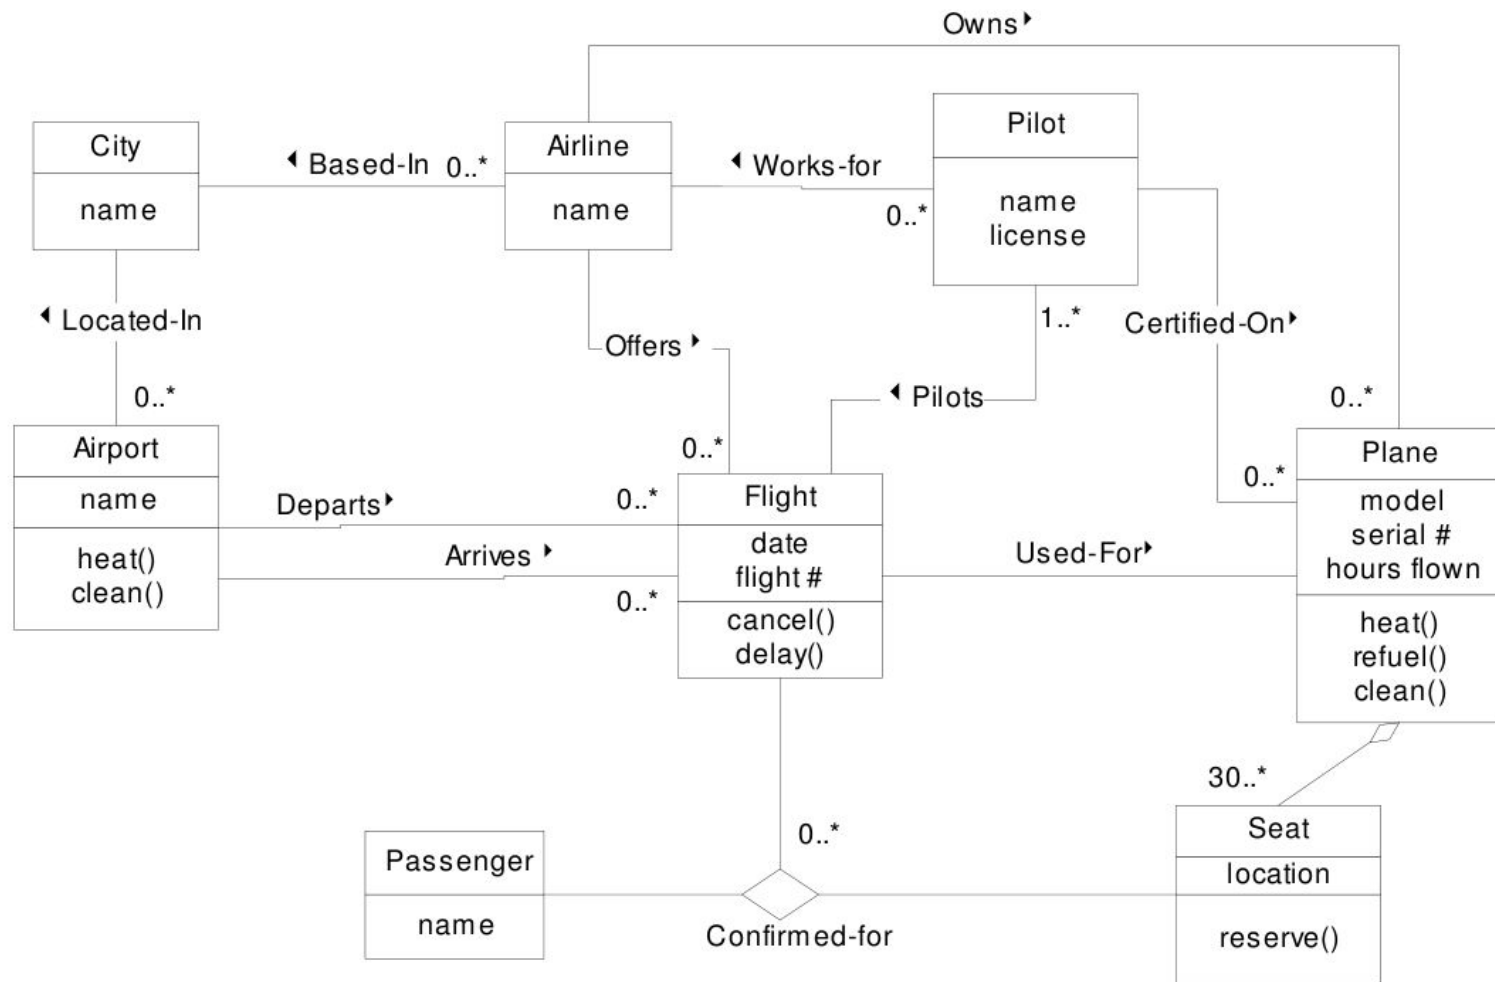 Owns
City
name
Based-In
0..*
Airline
name
Works-for
0..*
Pilot
name
license
Located-In
0..*
Offers
0..*
1..*
Pilots
Certified-On
0..*
0..*
Airport
name
heat()
clean()
Departs
0..*
Arrives
0..*
Flight
date
flight #
cancel()
delay()
Used-For
Plane
model
serial #
hours flown
heat()
refuel()
clean()
30..*
0..*
Passenger
name
Confirmed-for
Seat
location
reserve()